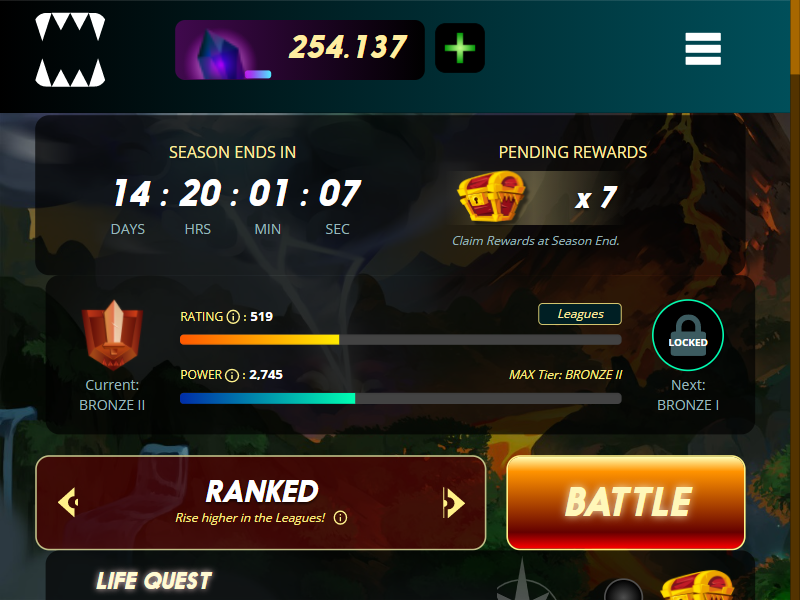 254.137
SEASON ENDS IN
14 : 20 : 01 : 07
DAYS HRS MIN SEC
PENDING REWARDS
x 7
Claim Rewards at Season End.
Current:
BRONZE II
RATING : 519
Leagues
POWER : 2,745
MAX Tier: BRONZE II
LOCKED
Next:
BRONZE I
RANKED
Rise higher in the Leagues!
BATTLE
LIFE QUEST